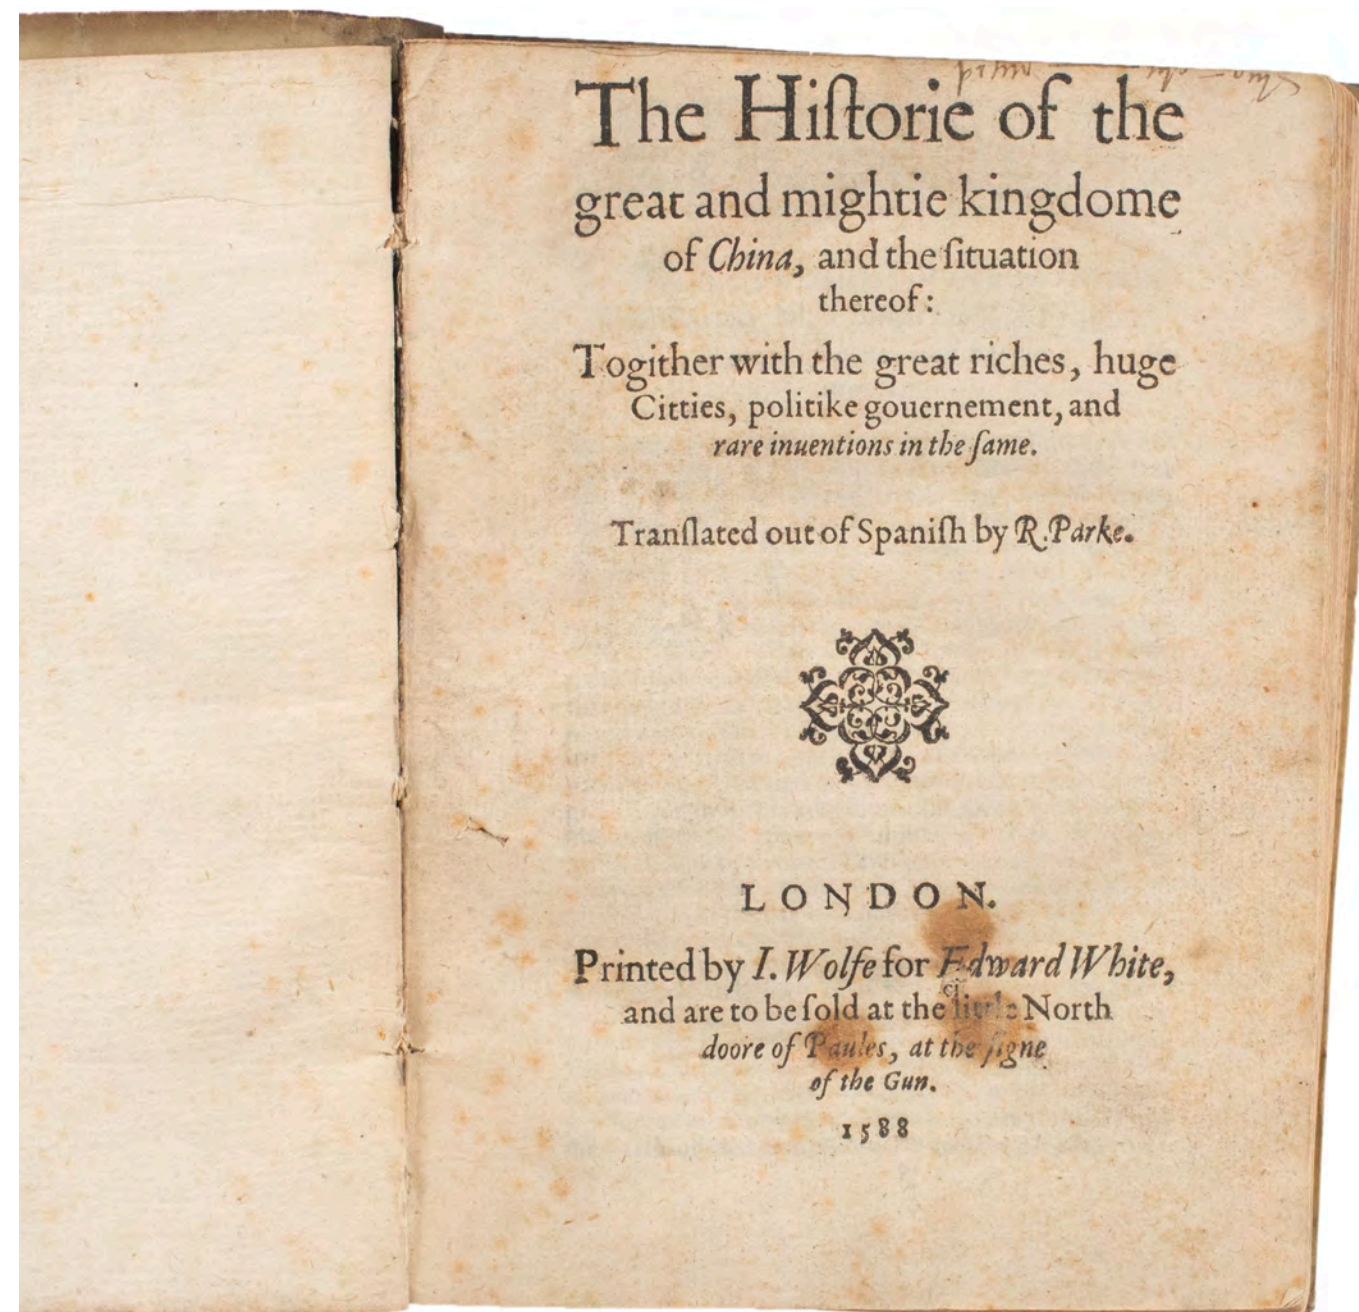 The Hiſtorie of the
great and mightie kingdome
of China, and the ſituation
thereof:
Togither with the great riches, huge
Citties, politike gouernement, and
rare inuentions in the ſame.
Tranſlated out of Spaniſh by R. Parke.
LONDON.
Printed by I. Wolfe for Edward White,
and are to be ſold at the little North
doore of Paules, at the ſigne
of the Gun.
1588